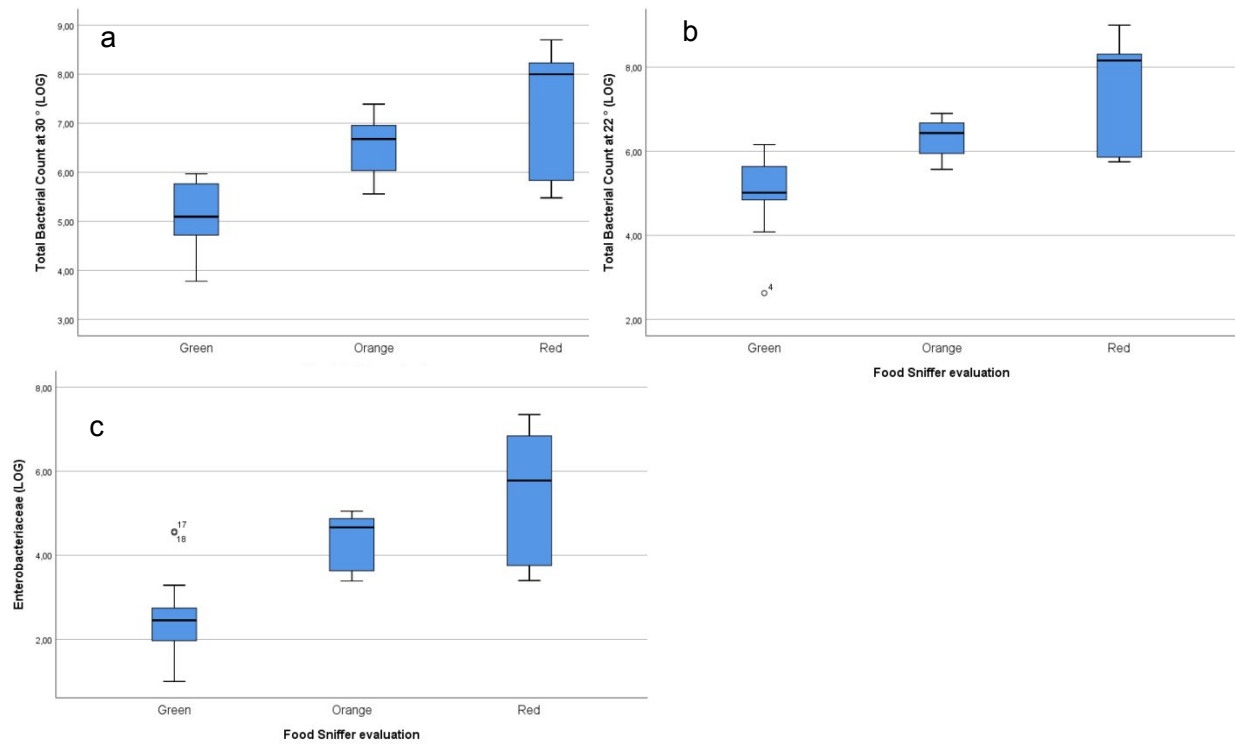 a
Total Bacterial Count at 30 ° (LOG)
9,00
8,00
7,00
6,00
5,00
4,00
3,00
Green
Orange
Red
b
Total Bacterial Count at 22 ° (LOG)
8,00
6,00
4,00
2,00
4
Green
Orange
Red
Food Sniffer evaluation
c
Enterobacteriaceae (LOG)
8,00
6,00
4,00
2,00
17
18
Green
Orange
Red
Food Sniffer evaluation